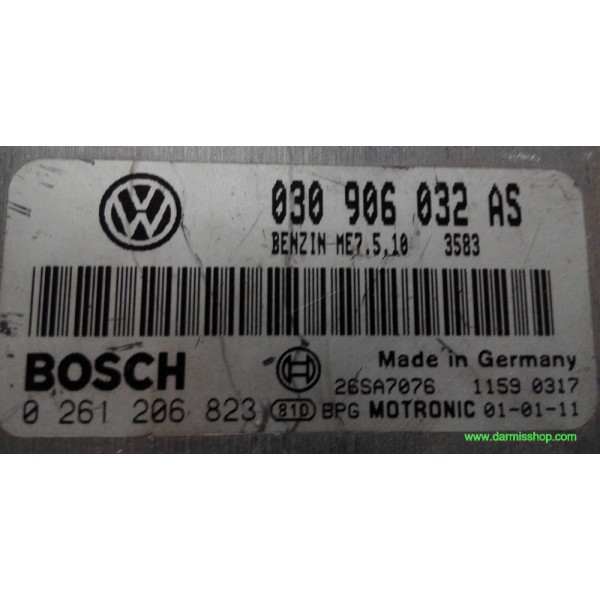 030 906 032 AS
BENZIN ME7.5.10 3583
BOSCH
Made in Germany
26SA7076 1159 0317
0 261 206 823 810 BPG MOTRONIC 01-01-11
www.darmisshop.com